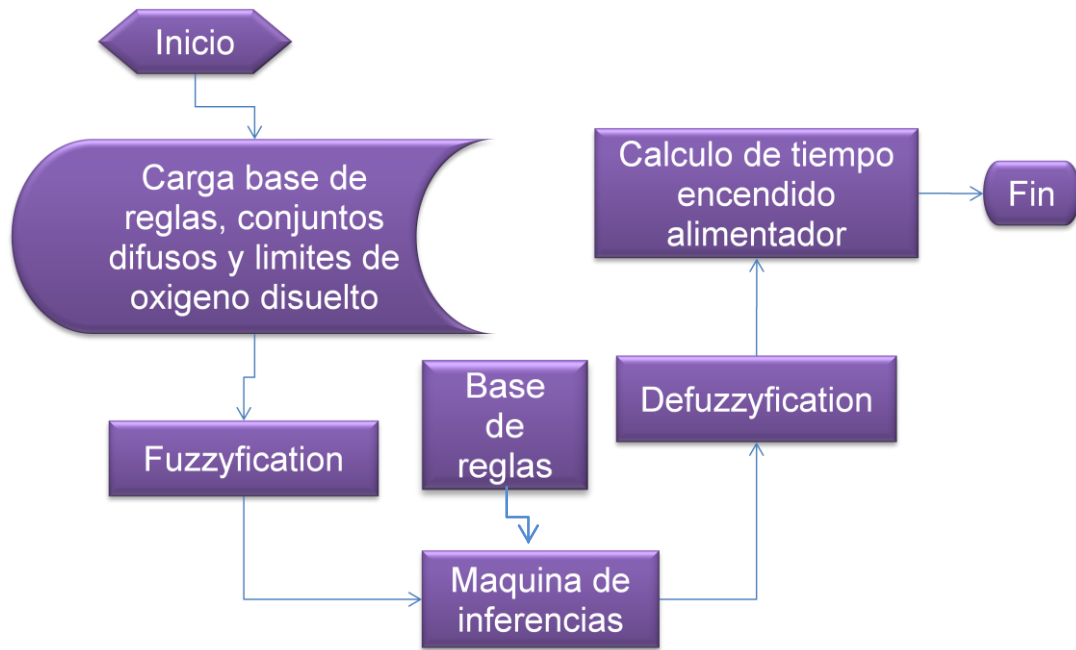 Inicio
Carga base de
reglas, conjuntos
difusos y limites de
oxigeno disuelto
Fuzzyfication
Base
de
reglas
Maquina de
inferencias
Defuzzyfication
Calculo de tiempo
encendido
alimentador
Fin